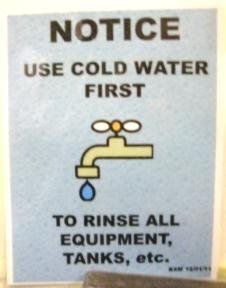 NOTICE
USE COLD WATER
FIRST
TO RINSE ALL
EQUIPMENT,
TANKS, etc.